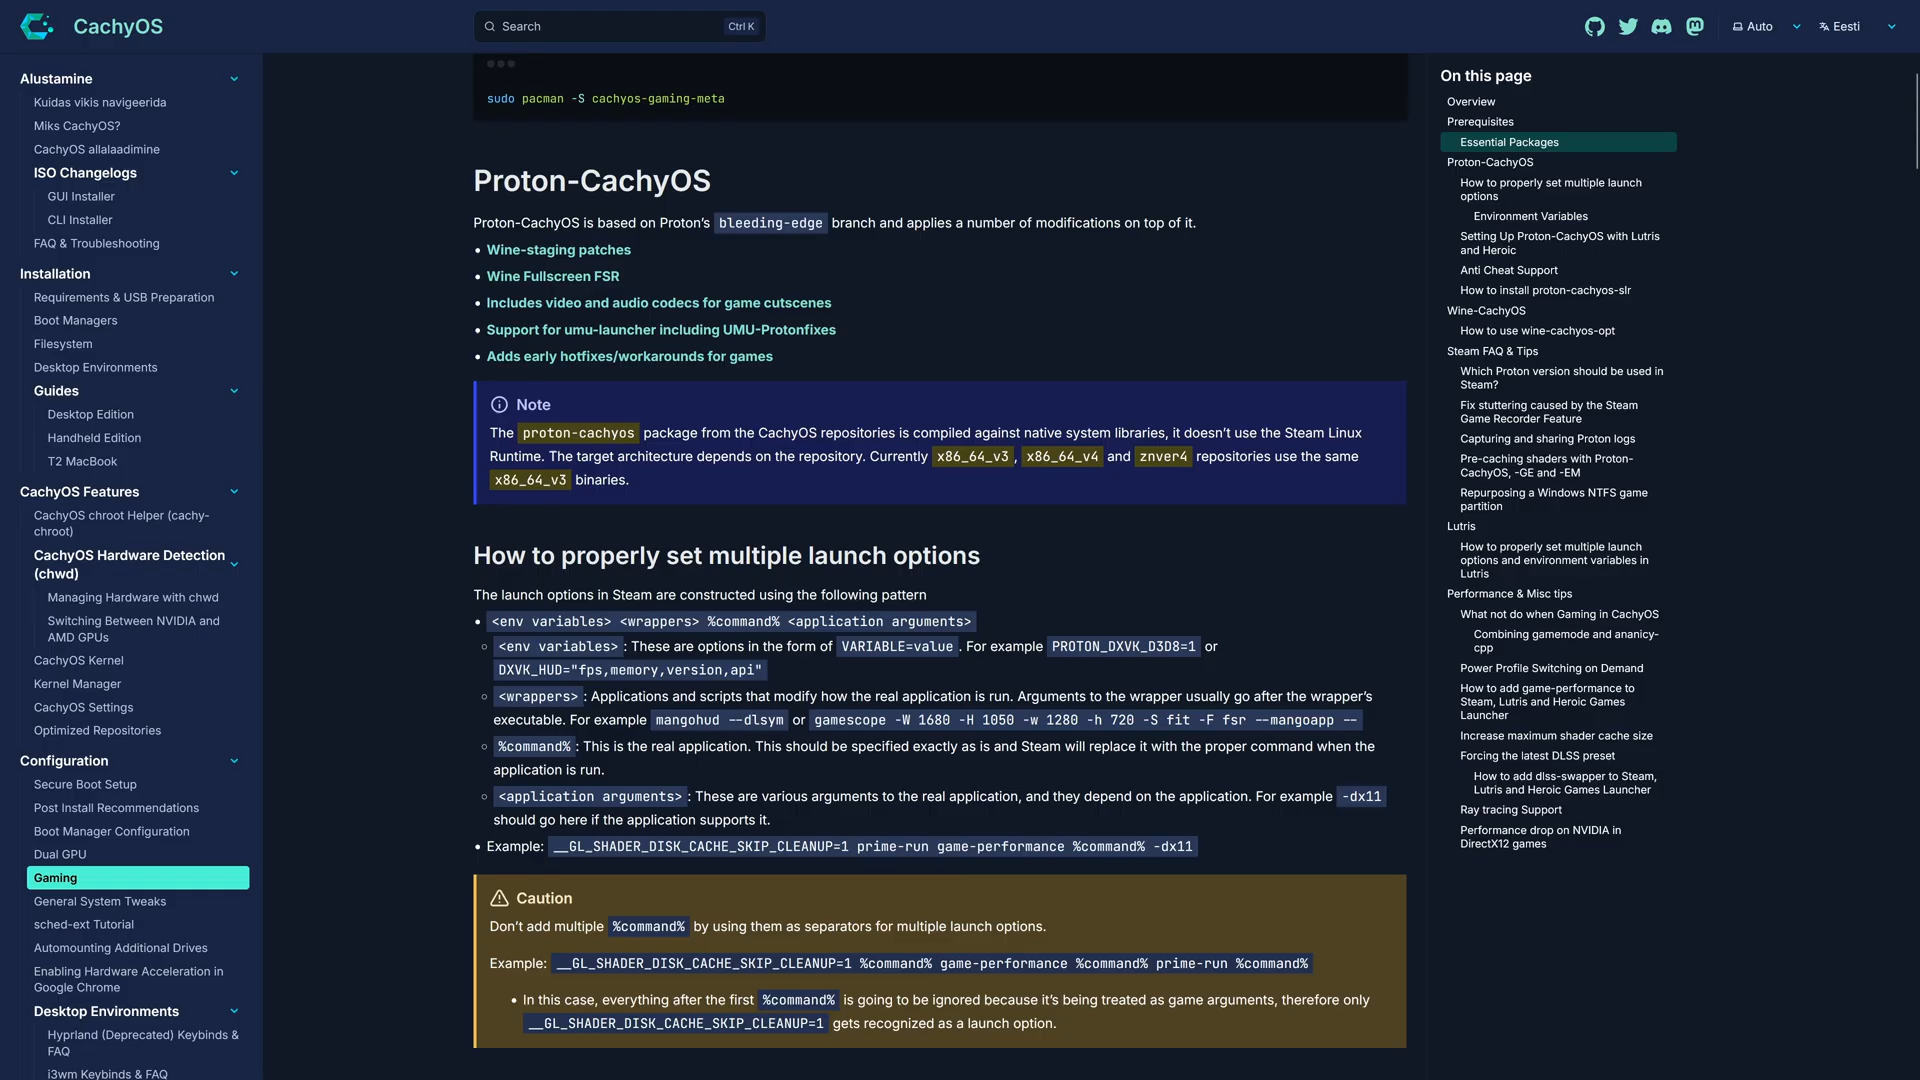 CachyOS
Search
Ctrl K
Auto
Eesti
Alustamine
Kuidas vikis navigeerida
Miks CachyOS?
CachyOS allalaadimine
ISO Changelogs
GUI Installer
CLI Installer
FAQ & Troubleshooting
Installation
Requirements & USB Preparation
Boot Managers
Filesystem
Desktop Environments
Guides
Desktop Edition
Handheld Edition
T2 MacBook
CachyOS Features
CachyOS chroot Helper (cachy-
chroot)
CachyOS Hardware Detection
(chwd)
Managing Hardware with chwd
Switching Between NVIDIA and
AMD GPUs
CachyOS Kernel
Kernel Manager
CachyOS Settings
Optimized Repositories
Configuration
Secure Boot Setup
Post Install Recommendations
Boot Manager Configuration
Dual GPU
Gaming
General System Tweaks
sched-ext Tutorial
Automounting Additional Drives
Enabling Hardware Acceleration in
Google Chrome
Desktop Environments
Hyprland (Deprecated) Keybinds &
FAQ
i3wm Keybinds & FAQ
sudo pacman -S cachyos-gaming-meta
Proton-CachyOS
Proton-CachyOS is based on Proton’s bleeding-edge branch and applies a number of modifications on top of it.
• Wine-staging patches
• Wine Fullscreen FSR
• Includes video and audio codecs for game cutscenes
• Support for umu-launcher including UMU-Protonfixes
• Adds early hotfixes/workarounds for games
Note
The proton-cachyos package from the CachyOS repositories is compiled against native system libraries, it doesn’t use the Steam Linux
Runtime. The target architecture depends on the repository. Currently x86_64_v3, x86_64_v4 and znver4 repositories use the same
x86_64_v3 binaries.
How to properly set multiple launch options
The launch options in Steam are constructed using the following pattern
• <env variables> <wrappers> %command% <application arguments>
◦ <env variables>: These are options in the form of VARIABLE=value. For example PROTON_DXVK_D3D8=1 or
DXVK_HUD="fps,memory,version,api"
◦ <wrappers>: Applications and scripts that modify how the real application is run. Arguments to the wrapper usually go after the wrapper’s
executable. For example mangohud --dlsym or gamescope -W 1680 -H 1050 -w 1280 -h 720 -S fit -F fsr --mangoapp --
◦ %command%: This is the real application. This should be specified exactly as is and Steam will replace it with the proper command when the
application is run.
◦ <application arguments>: These are various arguments to the real application, and they depend on the application. For example -dx11
should go here if the application supports it.
• Example: __GL_SHADER_DISK_CACHE_SKIP_CLEANUP=1 prime-run game-performance %command% -dx11
Caution
Don’t add multiple %command% by using them as separators for multiple launch options.
Example: __GL_SHADER_DISK_CACHE_SKIP_CLEANUP=1 %command% game-performance %command% prime-run %command%
• In this case, everything after the first %command% is going to be ignored because it’s being treated as game arguments, therefore only
__GL_SHADER_DISK_CACHE_SKIP_CLEANUP=1 gets recognized as a launch option.
On this page
Overview
Prerequisites
Essential Packages
Proton-CachyOS
How to properly set multiple launch
options
Environment Variables
Setting Up Proton-CachyOS with Lutris
and Heroic
Anti Cheat Support
How to install proton-cachyos-slr
Wine-CachyOS
How to use wine-cachyos-opt
Steam FAQ & Tips
Which Proton version should be used in
Steam?
Fix stuttering caused by the Steam
Game Recorder Feature
Capturing and sharing Proton logs
Pre-caching shaders with Proton-
CachyOS, -GE and -EM
Repurposing a Windows NTFS game
partition
Lutris
How to properly set multiple launch
options and environment variables in
Lutris
Performance & Misc tips
What not do when Gaming in CachyOS
Combining gamemode and ananicy-
cpp
Power Profile Switching on Demand
How to add game-performance to
Steam, Lutris and Heroic Games
Launcher
Increase maximum shader cache size
Forcing the latest DLSS preset
How to add dlss-swapper to Steam,
Lutris and Heroic Games Launcher
Ray tracing Support
Performance drop on NVIDIA in
DirectX12 games